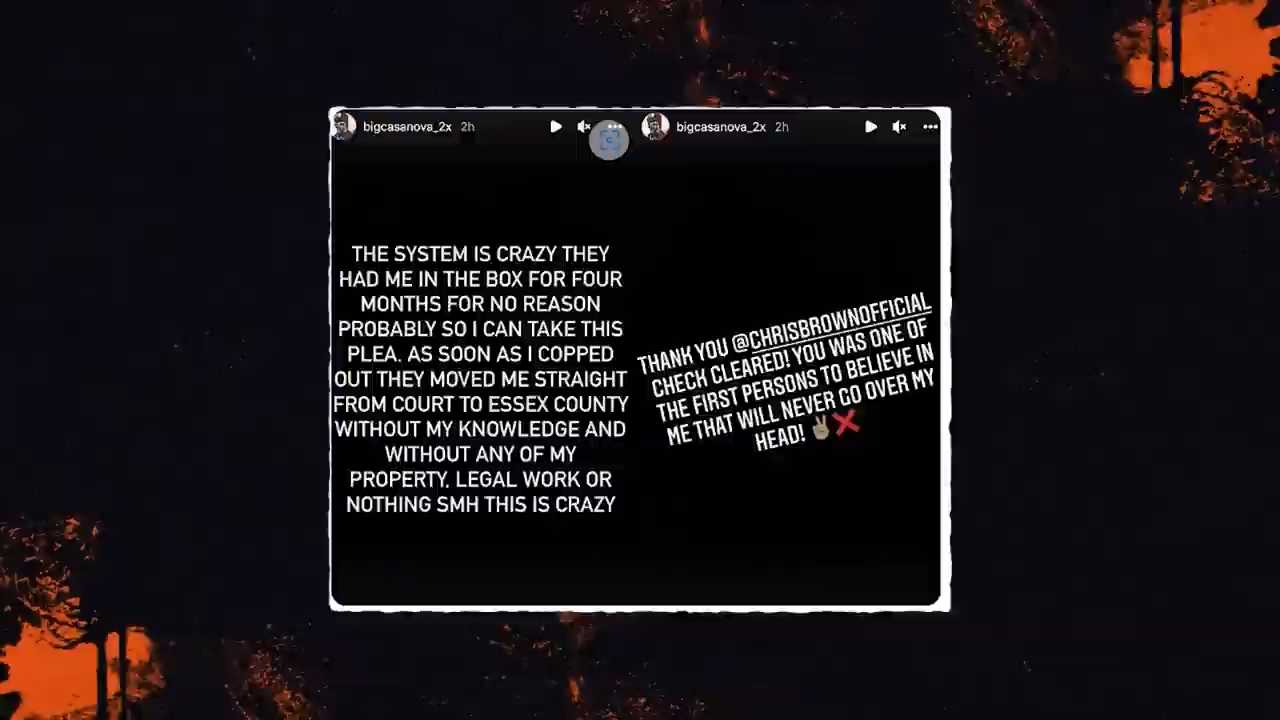 bigcasanova_2x 2h
THE SYSTEM IS CRAZY THEY
HAD ME IN THE BOX FOR FOUR
MONTHS FOR NO REASON
PROBABLY SO I CAN TAKE THIS
PLEA. AS SOON AS I COPPED
OUT THEY MOVED ME STRAIGHT
FROM COURT TO ESSEX COUNTY
WITHOUT MY KNOWLEDGE AND
WITHOUT ANY OF MY
PROPERTY, LEGAL WORK OR
NOTHING SMH THIS IS CRAZY
bigcasanova_2x 2h
THANK YOU @CHRISBROWNOFFICIAL
CHECK CLEARED! YOU WAS ONE OF
THE FIRST PERSONS TO BELIEVE IN
ME THAT WILL NEVER GO OVER MY
HEAD! ✌🏽❌